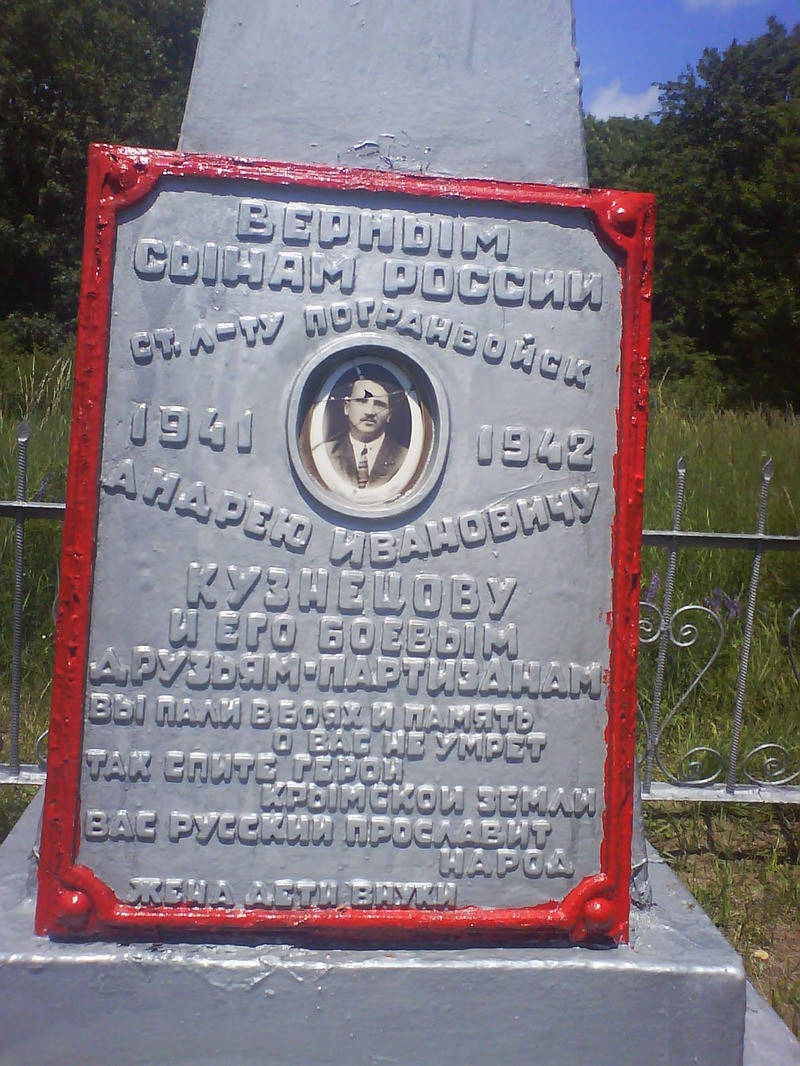 ВЕРНЫМ
СЫНАМ РОССИИ
СТ. Л-ТУ ПОГРАНВОЙСК
1941 1942
АНДРЕЮ ИВАНОВИЧУ
КУЗНЕЦОВУ
И ЕГО БОЕВЫМ
ДРУЗЬЯМ-ПАРТИЗАНАМ
ВЫ ПАЛИ В БОЯХ И ПАМЯТЬ
О ВАС НЕ УМРЕТ
ТАК СПИТЕ ГЕРОИ
КРЫМСКОЙ ЗЕМЛИ
ВАС РУССКИЙ ПРОСЛАВИТ
НАРОД
ЖЕНА ДЕТИ ВНУКИ